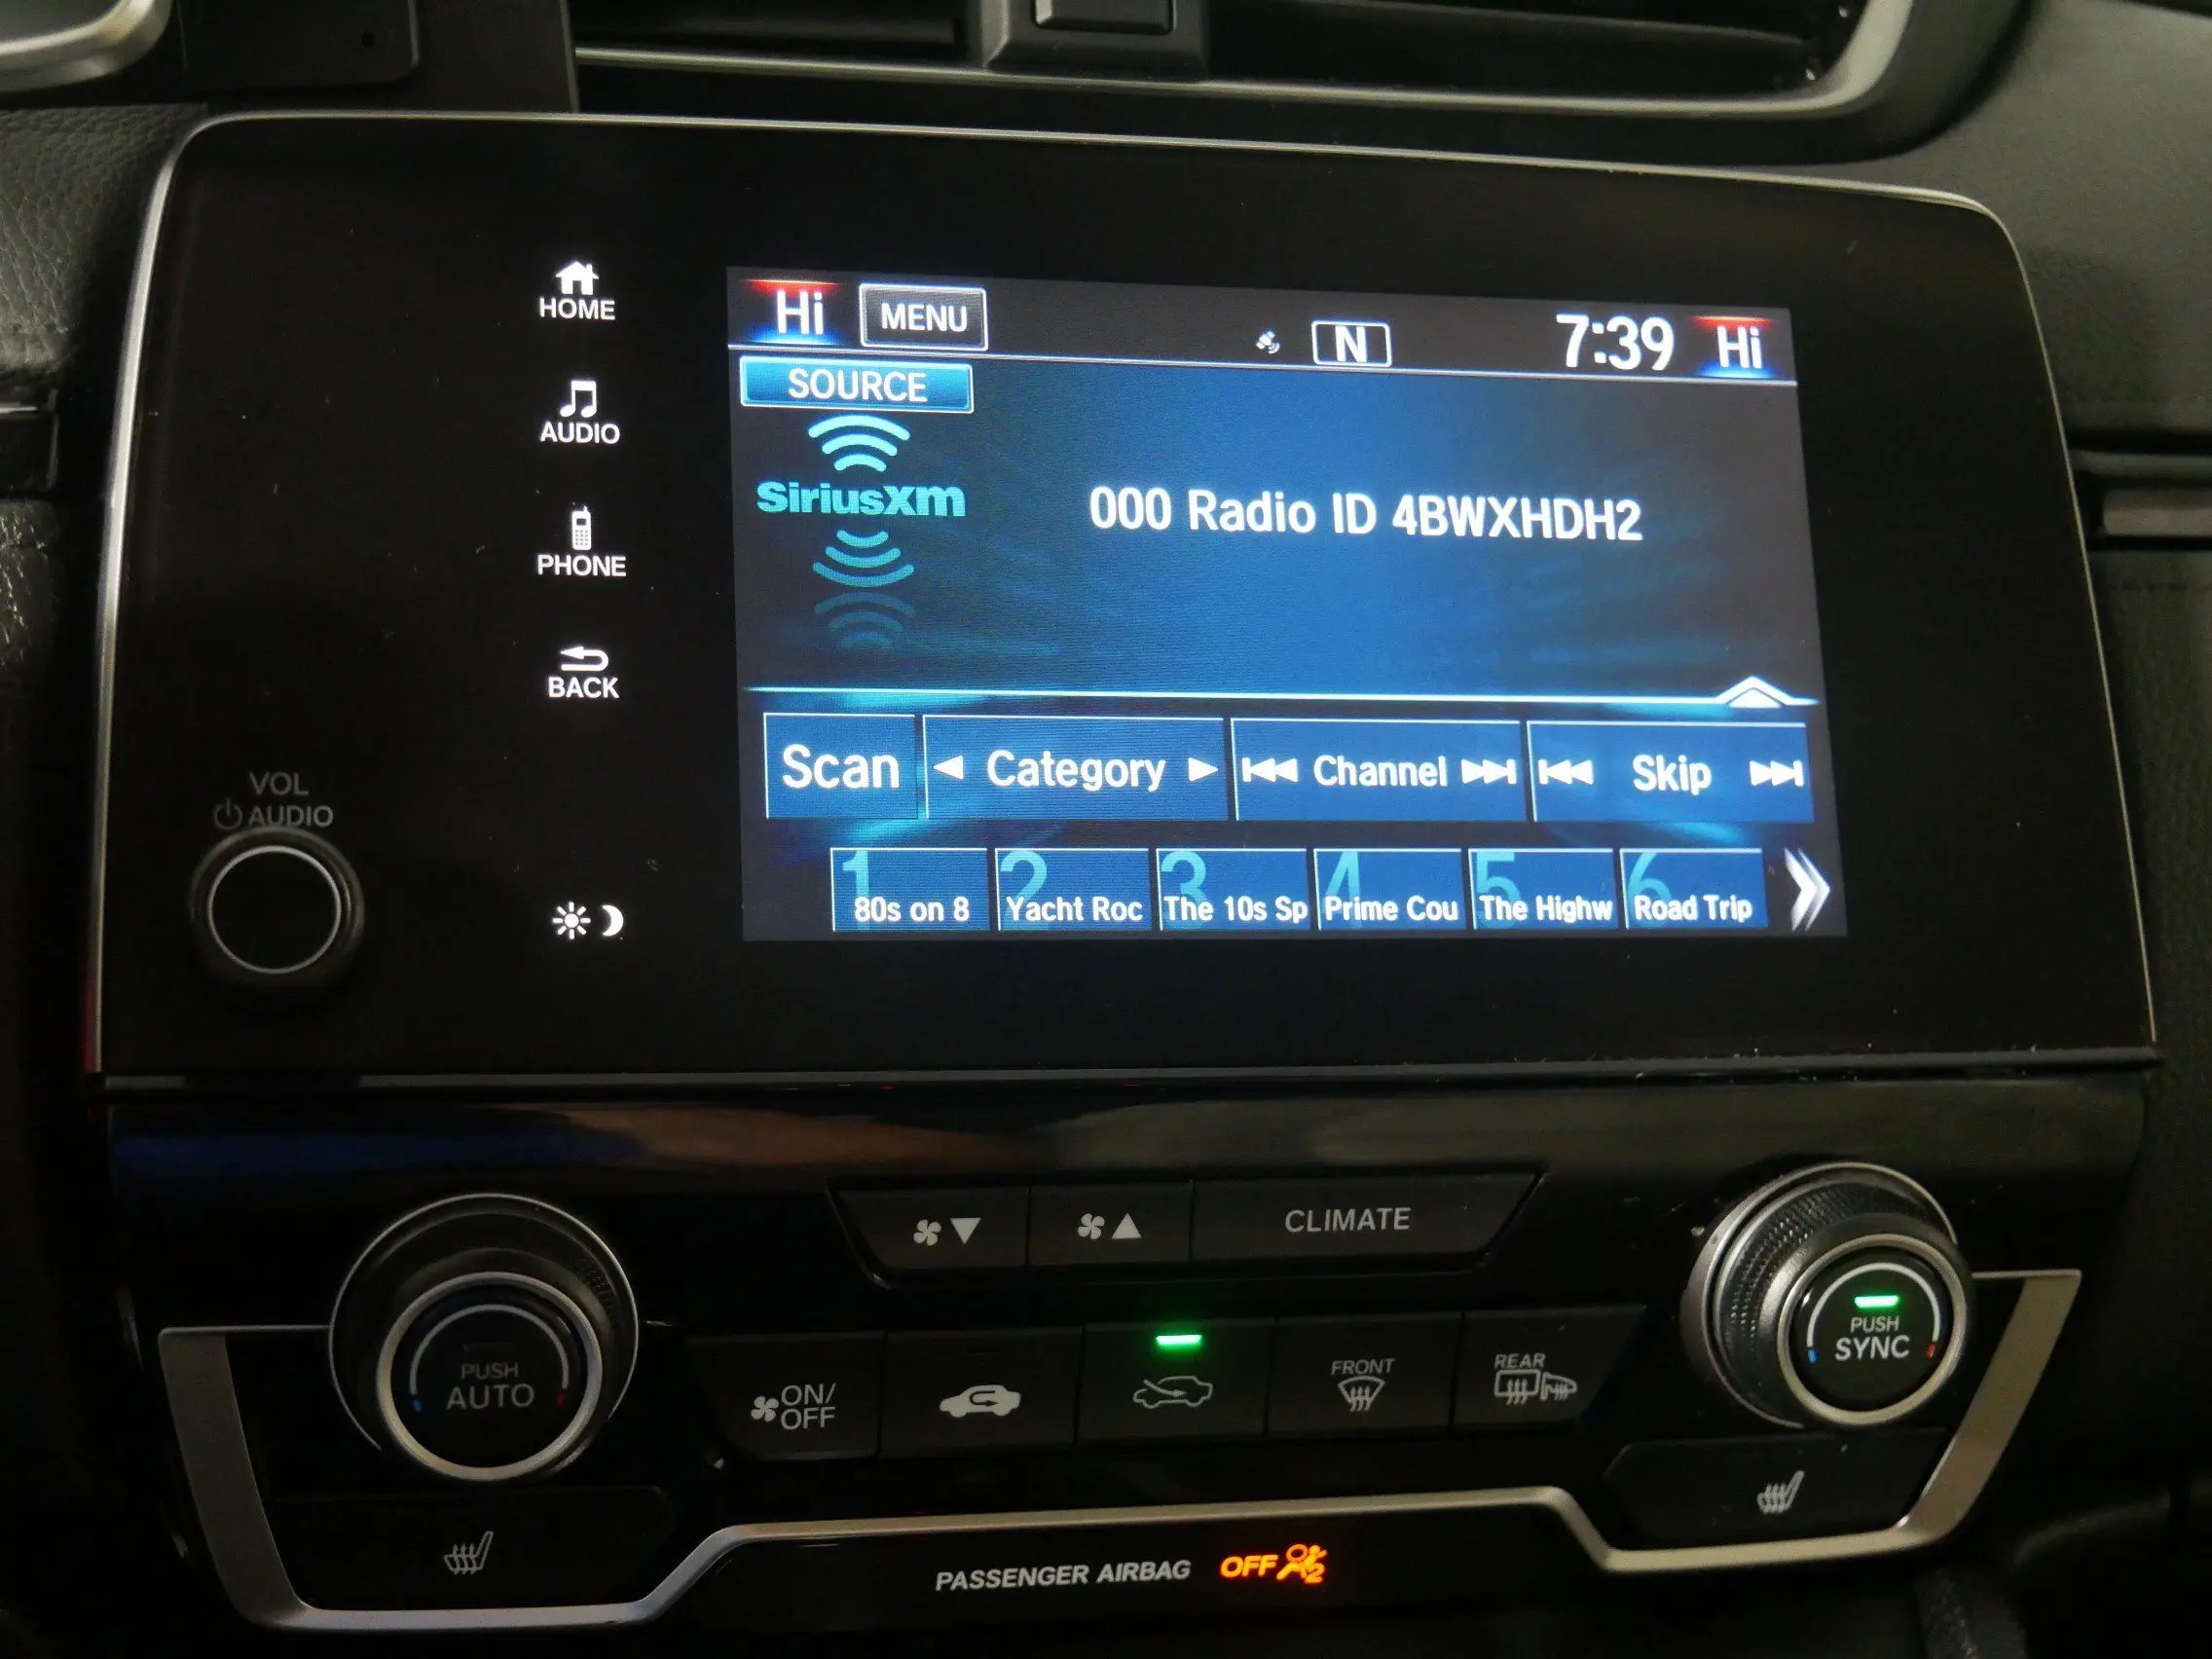 HOME
AUDIO
PHONE
BACK
VOL
AUDIO
Hi MENU N 7:39 Hi
SOURCE
SiriusXM
000 Radio ID 4BWXHDH2
Scan Category Channel Skip
1 2 3 4 5 6
80s on 8 Yacht Roc The 10s Sp Prime Cou The Highw Road Trip
CLIMATE
PUSH
AUTO
ON/
OFF
FRONT
REAR
PUSH
SYNC
PASSENGER AIRBAG OFF 2